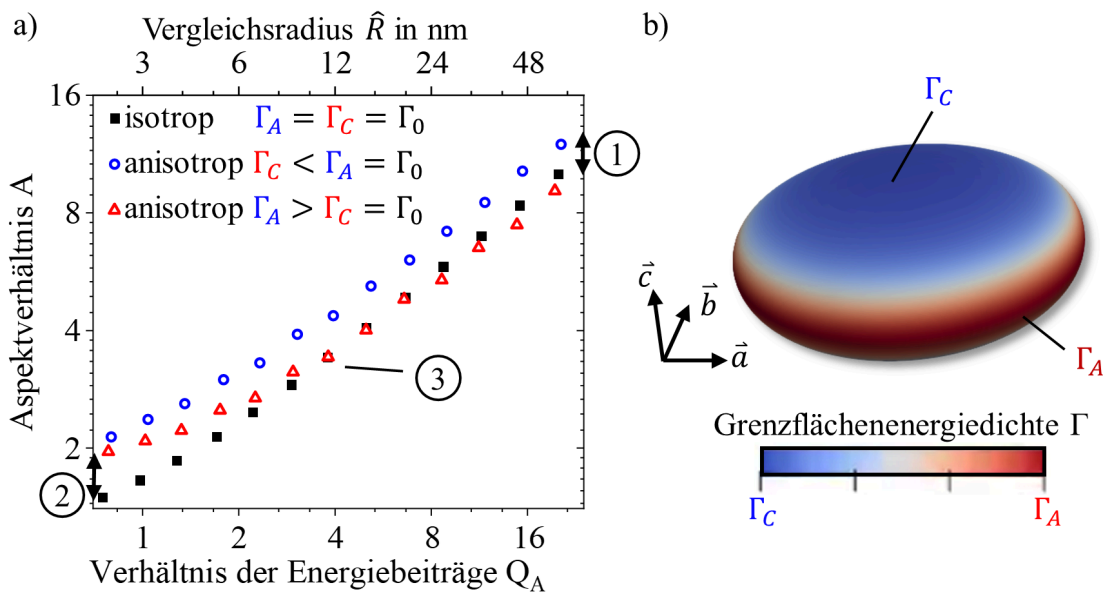 a)
Vergleichsradius R̂ in nm
3 6 12 24 48
16
8
4
2
Aspektverhältnis A
isotrop Γ_A = Γ_C = Γ_0
anisotrop Γ_C < Γ_A = Γ_0
anisotrop Γ_A > Γ_C = Γ_0
1
2
3
1 2 4 8 16
Verhältnis der Energiebeiträge Q_A
b)
Γ_C
c⃗
b⃗
a⃗
Γ_A
Grenzflächenenergiedichte Γ
Γ_C Γ_A